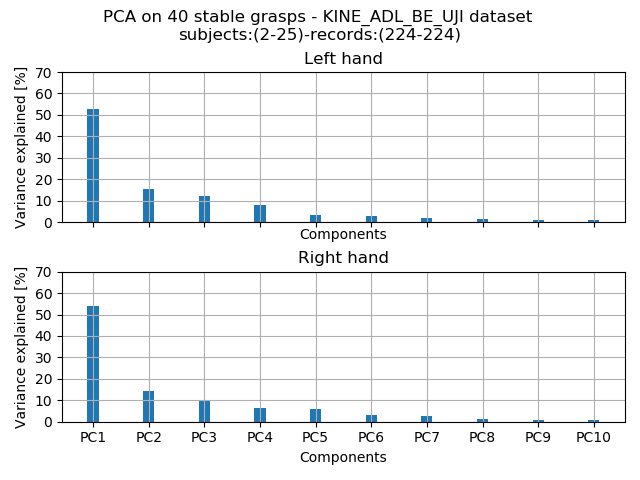 PCA on 40 stable grasps - KINE_ADL_BE_UJI dataset
subjects:(2-25)-records:(224-224)
Left hand
Variance explained [%]
70
60
50
40
30
20
10
0
Components
Right hand
Variance explained [%]
70
60
50
40
30
20
10
0
PC1 PC2 PC3 PC4 PC5 PC6 PC7 PC8 PC9 PC10
Components